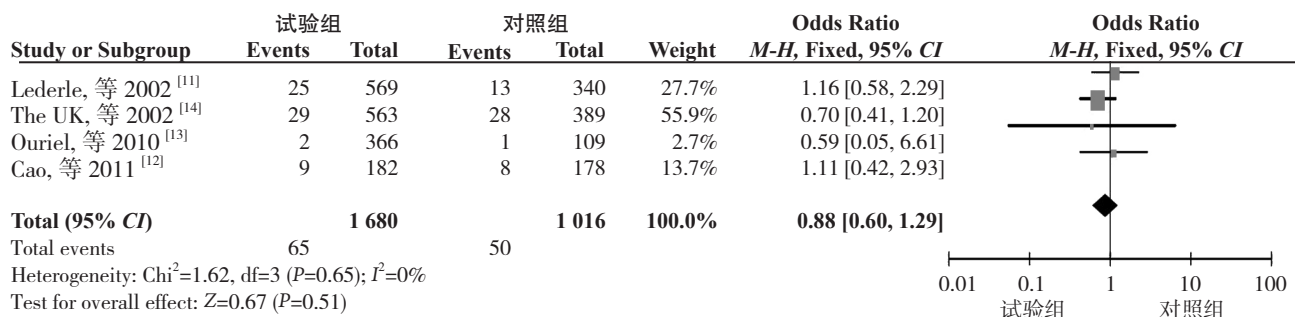 试验组 对照组 Odds Ratio Odds Ratio
Study or Subgroup Events Total Events Total Weight M-H, Fixed, 95% CI M-H, Fixed, 95% CI
Lederle, 等 2002 [11] 25 569 13 340 27.7% 1.16 [0.58, 2.29]
The UK, 等 2002 [14] 29 563 28 389 55.9% 0.70 [0.41, 1.20]
Ouriel, 等 2010 [13] 2 366 1 109 2.7% 0.59 [0.05, 6.61]
Cao, 等 2011 [12] 9 182 8 178 13.7% 1.11 [0.42, 2.93]
Total (95% CI) 1 680 1 016 100.0% 0.88 [0.60, 1.29]
Total events 65 50
Heterogeneity: Chi²=1.62, df=3 (P=0.65); I²=0%
Test for overall effect: Z=0.67 (P=0.51)
0.01 0.1 1 10 100
试验组 对照组